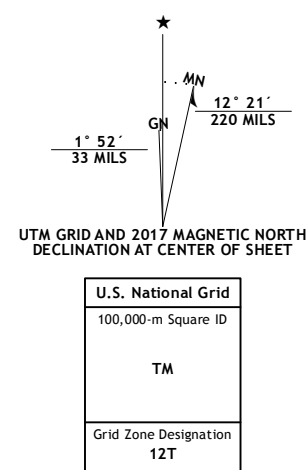 ★
MN
12° 21´
220 MILS
GN
1° 52´
33 MILS
UTM GRID AND 2017 MAGNETIC NORTH
DECLINATION AT CENTER OF SHEET
U.S. National Grid
100,000-m Square ID
TM
Grid Zone Designation
12T